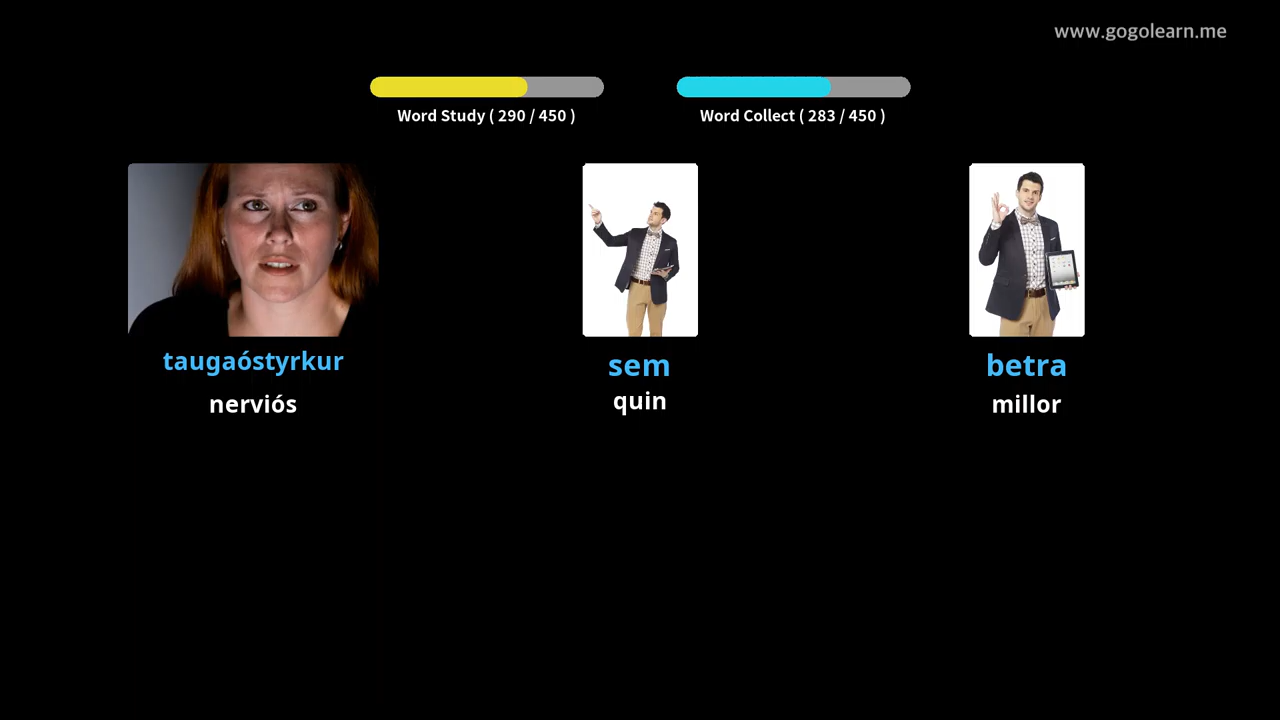 www.gogolearn.me
Word Study ( 290 / 450 )
Word Collect ( 283 / 450 )
taugaóstyrkur
nerviós
sem
quin
betra
millor